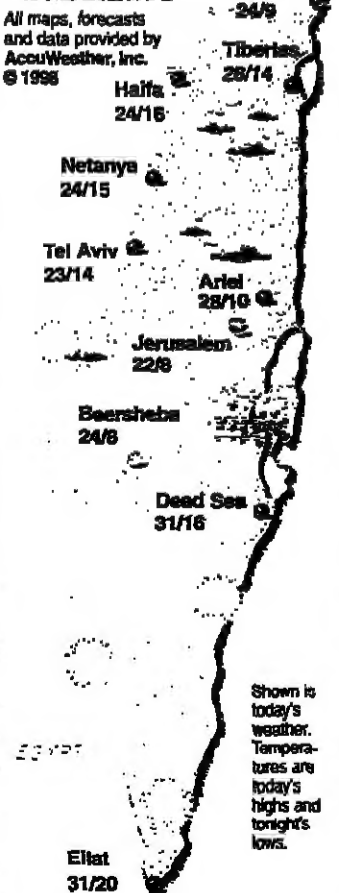 All maps, forecasts
and data provided by
AccuWeather, Inc.
© 1996
24/9
Tiberias
28/14
Haifa
24/16
Netanya
24/15
Tel Aviv
23/14
Ariel
28/10
Jerusalem
22/8
Beersheba
24/8
Dead Sea
31/16
Shown is
today's
weather.
Tempera-
tures are
today's
highs and
tonight's
lows.
EGYPT
Eilat
31/20